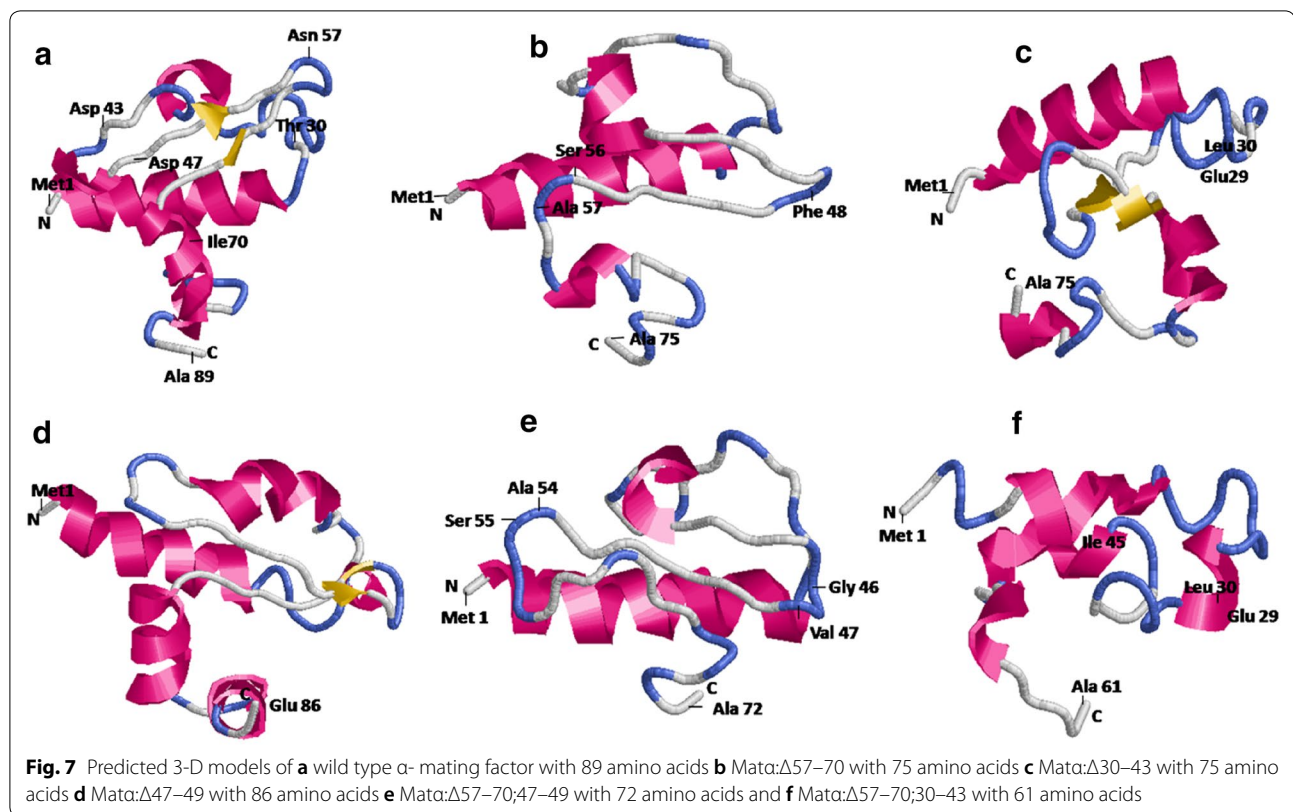 a
Asn 57
Asp 43
Thr 30
Asp 47
Met1
N
Ile70
C
Ala 89
b
Ser 56
Met1
N
Ala 57
Phe 48
C
Ala 75
c
Leu 30
Glu29
Met1
N
C
Ala 75
d
Met1
N
C
Glu 86
e
Ala 54
Ser 55
N
Met 1
Gly 46
Val 47
C
Ala 72
f
N
Met 1
Ile 45
Leu 30
Glu 29
Ala 61
C
Fig. 7 Predicted 3-D models of a wild type α- mating factor with 89 amino acids b Matα:Δ57–70 with 75 amino acids c Matα:Δ30–43 with 75 amino
acids d Matα:Δ47–49 with 86 amino acids e Matα:Δ57–70;47–49 with 72 amino acids and f Matα:Δ57–70;30–43 with 61 amino acids